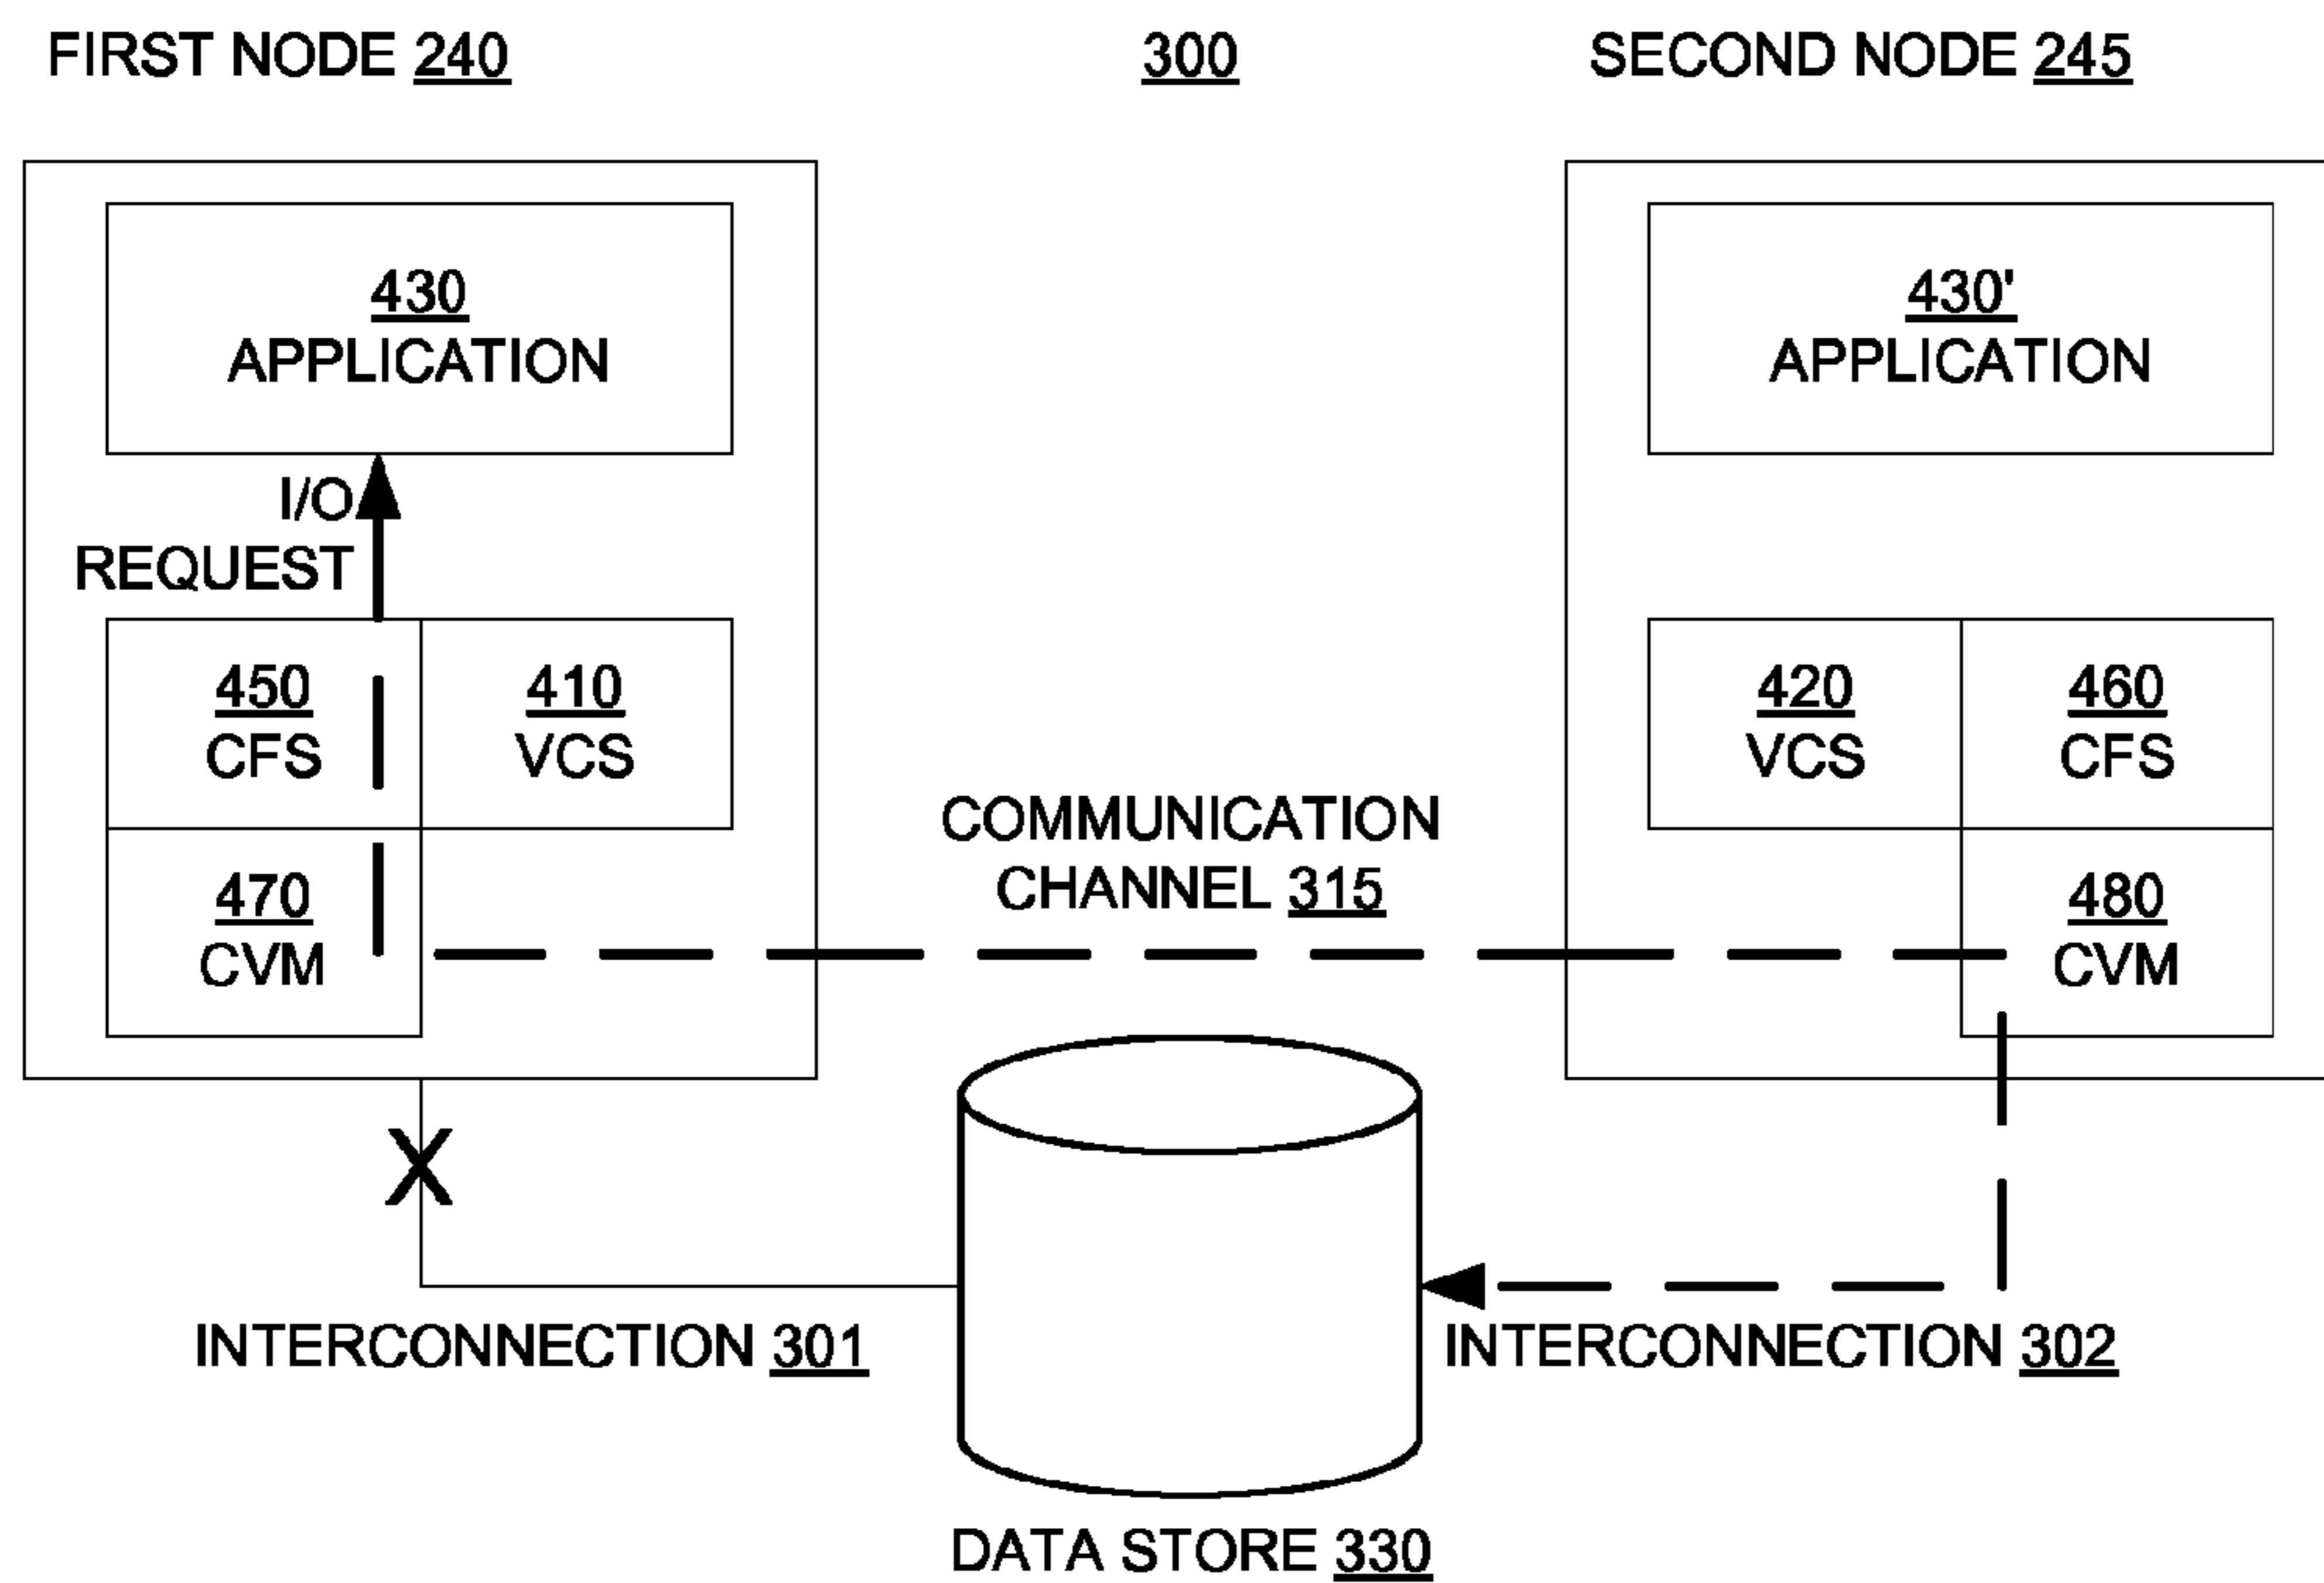 FIRST NODE 240
300
SECOND NODE 245
430
APPLICATION
430'
APPLICATION
I/O
REQUEST
450
CFS
410
VCS
420
VCS
460
CFS
COMMUNICATION
CHANNEL 315
470
CVM
480
CVM
X
INTERCONNECTION 301
INTERCONNECTION 302
DATA STORE 330